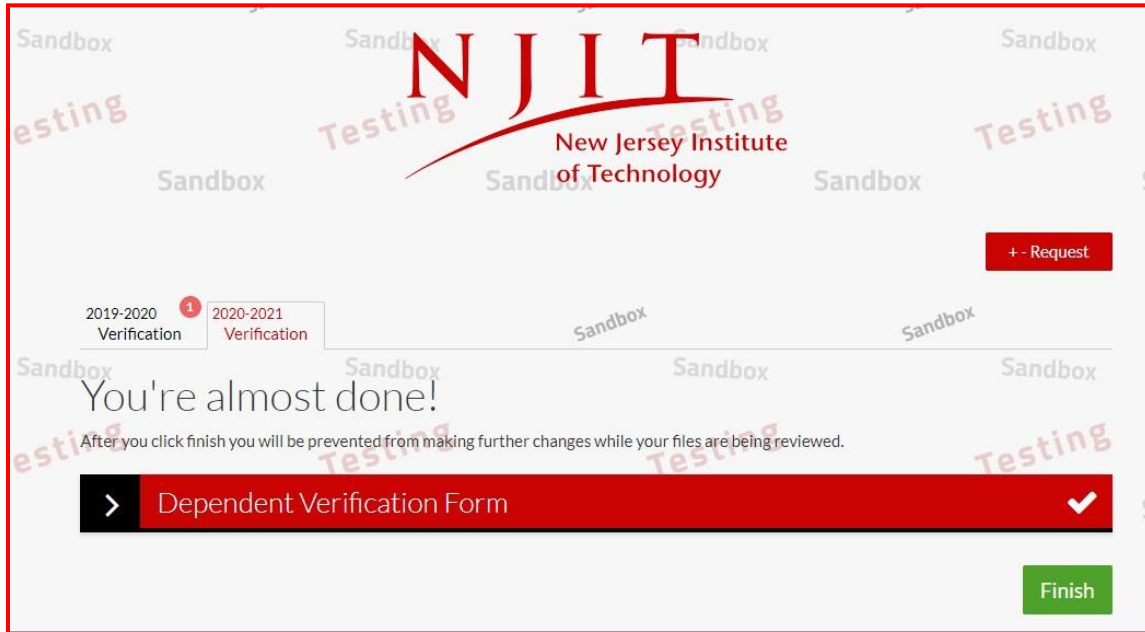 Sandbox Sandbox Sandbox Sandbox
NJIT
esting Testing Testing Testing
New Jersey Institute
of Technology
Sandbox Sandbox Sandbox
+ - Request
2019-2020 1 2020-2021
Verification Verification
Sandbox Sandbox
Sandbox Sandbox Sandbox Sandbox
You're almost done!
After you click finish you will be prevented from making further changes while your files are being reviewed.
esting Testing Testing Testing
Dependent Verification Form
Finish